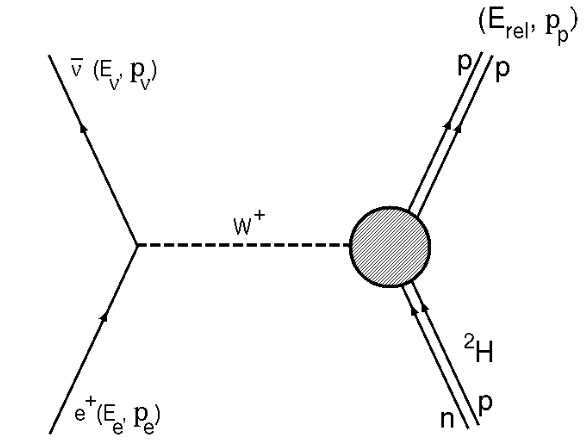 (E_rel, p_p)
p p
ν̅ (E_ν, p_ν)
W⁺
²H
e⁺(E_e, p_e)
n p